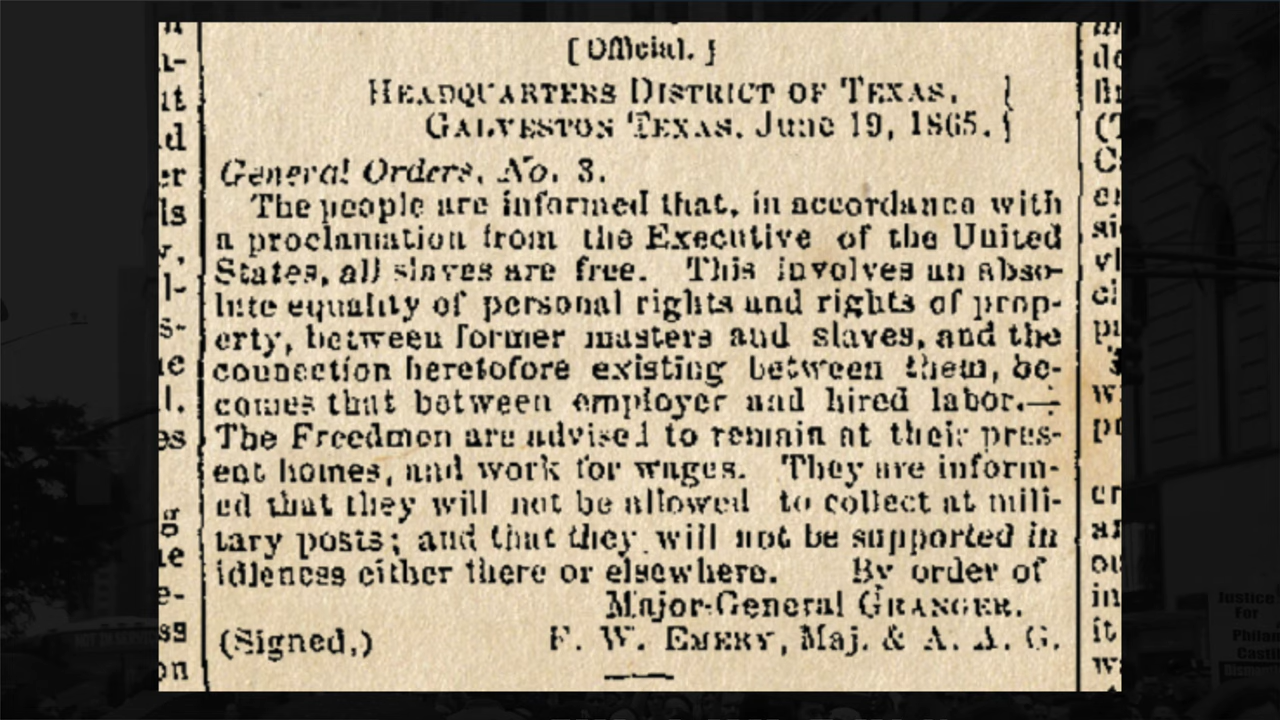 [Official.]
HEADQUARTERS DISTRICT OF TEXAS, }
GALVESTON TEXAS, June 19, 1865. }
General Orders, No. 3.
The people are informed that, in accordance with
a proclamation from the Executive of the United
States, all slaves are free. This involves an abso-
lute equality of personal rights and rights of prop-
erty, between former masters and slaves, and the
connection heretofore existing between them, be-
comes that between employer and hired labor.—
The Freedmen are advised to remain at their pres-
ent homes, and work for wages. They are inform-
ed that they will not be allowed to collect at mili-
tary posts; and that they will not be supported in
idleness either there or elsewhere. By order of
Major-General GRANGER.
(Signed,) F. W. EMERY, Maj. & A. A. G.
Justice
For
Philan
Casti